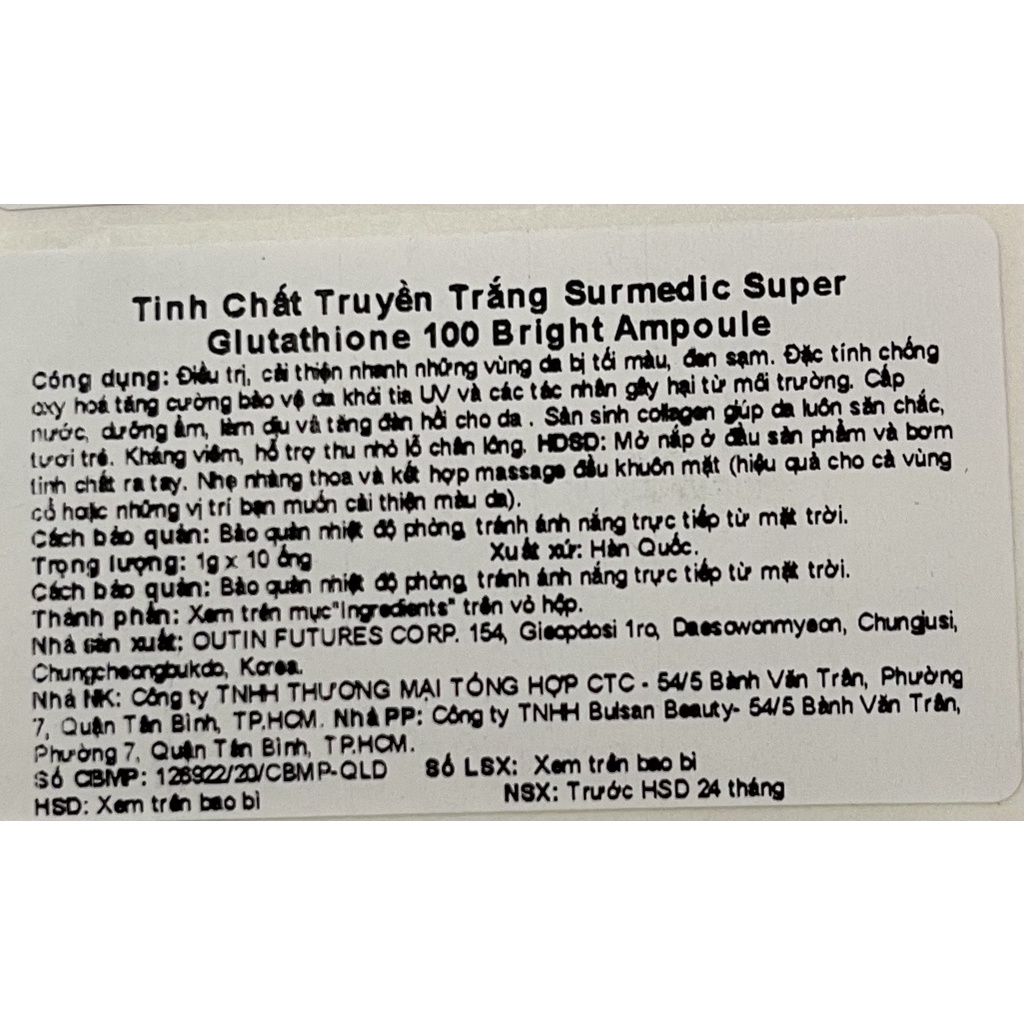 Tinh Chất Truyền Trắng Surmedic Super
Glutathione 100 Bright Ampoule
Công dụng: Điều trị, cải thiện nhanh những vùng da bị tối màu, đen sạm. Đặc tính chống
oxy hoá tăng cường bảo vệ da khỏi tia UV và các tác nhân gây hại từ môi trường. Cấp
nước, dưỡng ẩm, làm dịu và tăng đàn hồi cho da . Sản sinh collagen giúp da luôn săn chắc,
tươi trẻ. Kháng viêm, hỗ trợ thu nhỏ lỗ chân lông. HDSD: Mở nắp ở đầu sản phẩm và bơm
tinh chất ra tay. Nhẹ nhàng thoa và kết hợp massage đều khuôn mặt (hiệu quả cho cả vùng
cổ hoặc những vị trí bạn muốn cải thiện màu da).
Cách bảo quản: Bảo quản nhiệt độ phòng, tránh ánh nắng trực tiếp từ mặt trời.
Trọng lượng: 1g x 10 ống Xuất xứ: Hàn Quốc.
Cách bảo quản: Bảo quản nhiệt độ phòng, tránh ánh nắng trực tiếp từ mặt trời.
Thành phần: Xem trên mục"Ingredients" trên vỏ hộp.
Nhà sản xuất: OUTIN FUTURES CORP. 154, Gieopdosi 1ro, Daesowonmyeon, Chungjusi,
Chungcheongbukdo, Korea.
Nhà NK: Công ty TNHH THƯƠNG MẠI TỔNG HỢP CTC - 54/5 Bành Văn Trân, Phường
7, Quận Tân Bình, TP.HCM. Nhà PP: Công ty TNHH Bulsan Beauty- 54/5 Bành Văn Trân,
Phường 7, Quận Tân Bình, TP.HCM.
Số CBMP: 126922/20/CBMP-QLD Số LSX: Xem trên bao bì
HSD: Xem trên bao bì NSX: Trước HSD 24 tháng